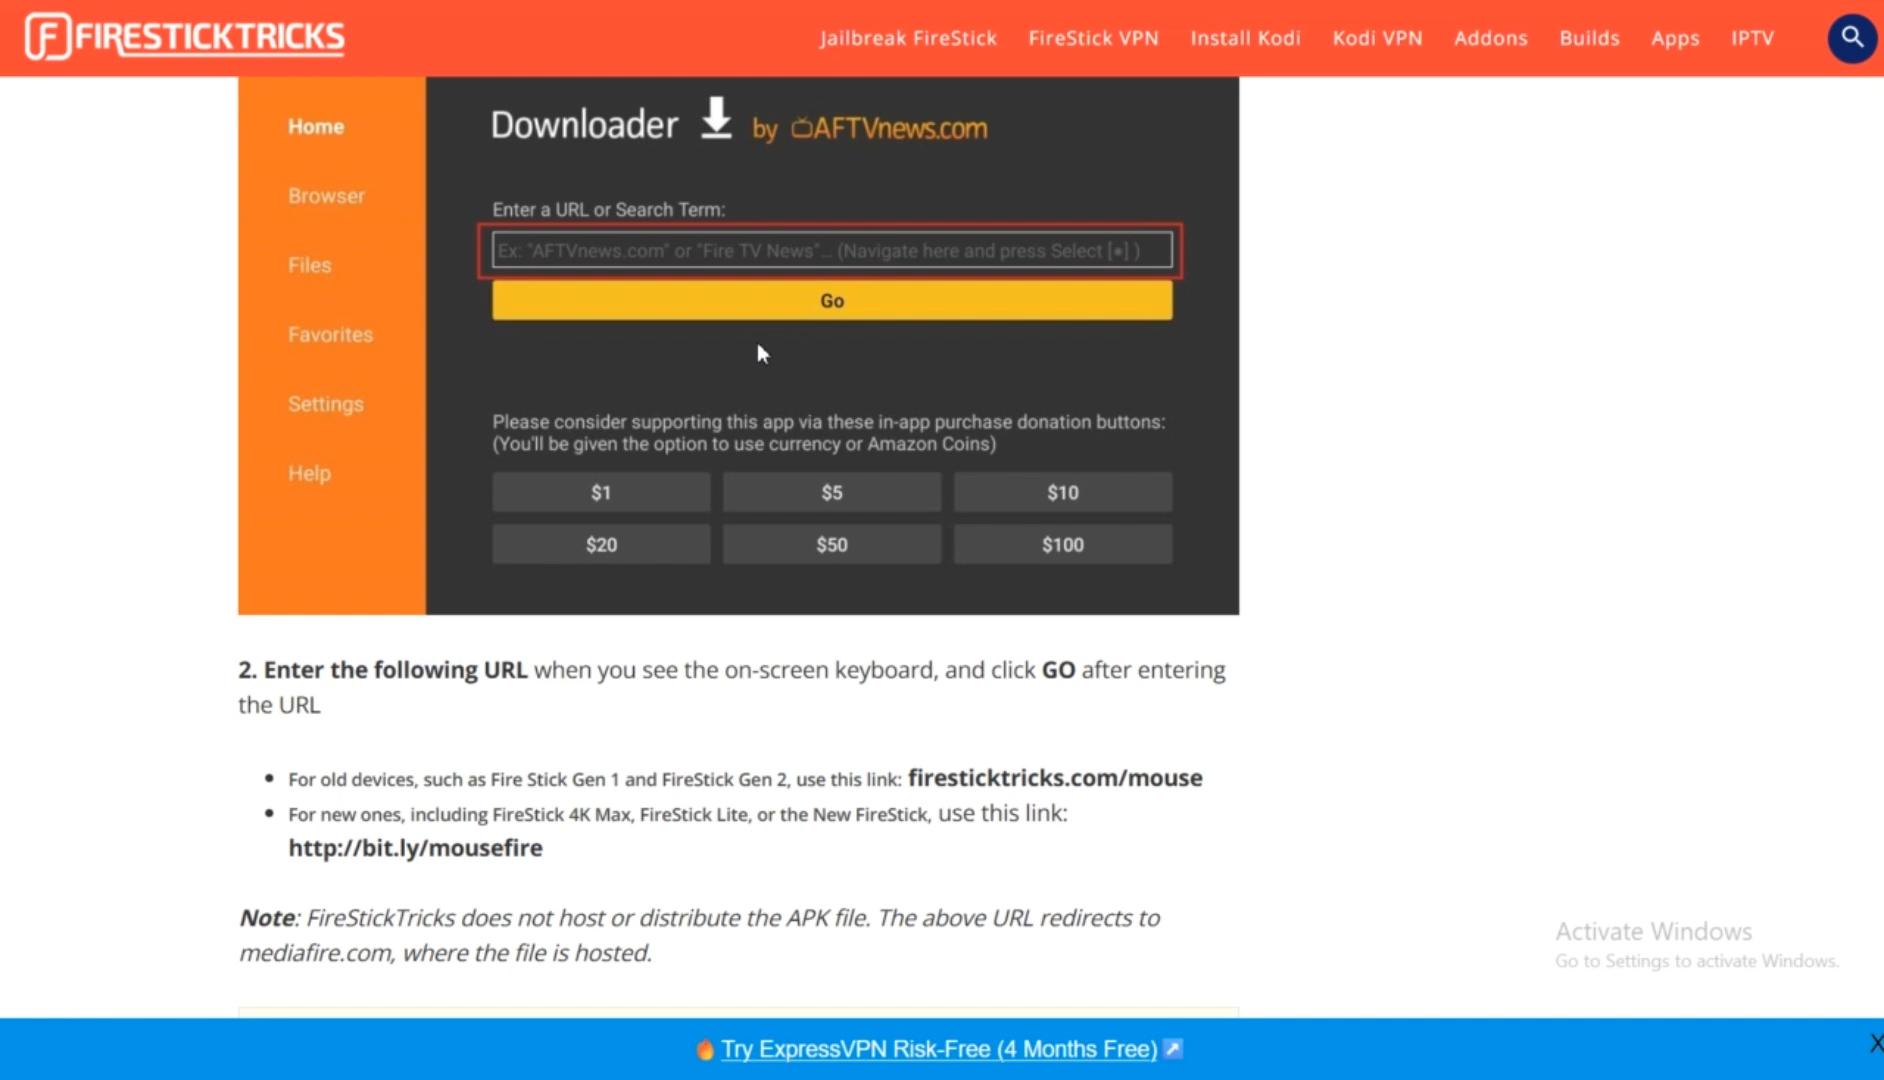 FIRESTICKTRICKS
Jailbreak FireStick FireStick VPN Install Kodi Kodi VPN Addons Builds Apps IPTV
Home
Browser
Files
Favorites
Settings
Help
Downloader by AFTVnews.com
Enter a URL or Search Term:
Ex: "AFTVnews.com" or "Fire TV News"... (Navigate here and press Select [•] )
Go
Please consider supporting this app via these in-app purchase donation buttons:
(You'll be given the option to use currency or Amazon Coins)
$1 $5 $10
$20 $50 $100
2. Enter the following URL when you see the on-screen keyboard, and click GO after entering
the URL
• For old devices, such as Fire Stick Gen 1 and FireStick Gen 2, use this link: firesticktricks.com/mouse
• For new ones, including FireStick 4K Max, FireStick Lite, or the New FireStick, use this link:
http://bit.ly/mousefire
Note: FireStickTricks does not host or distribute the APK file. The above URL redirects to
mediafire.com, where the file is hosted.
Activate Windows
Go to Settings to activate Windows.
Try ExpressVPN Risk-Free (4 Months Free)
X